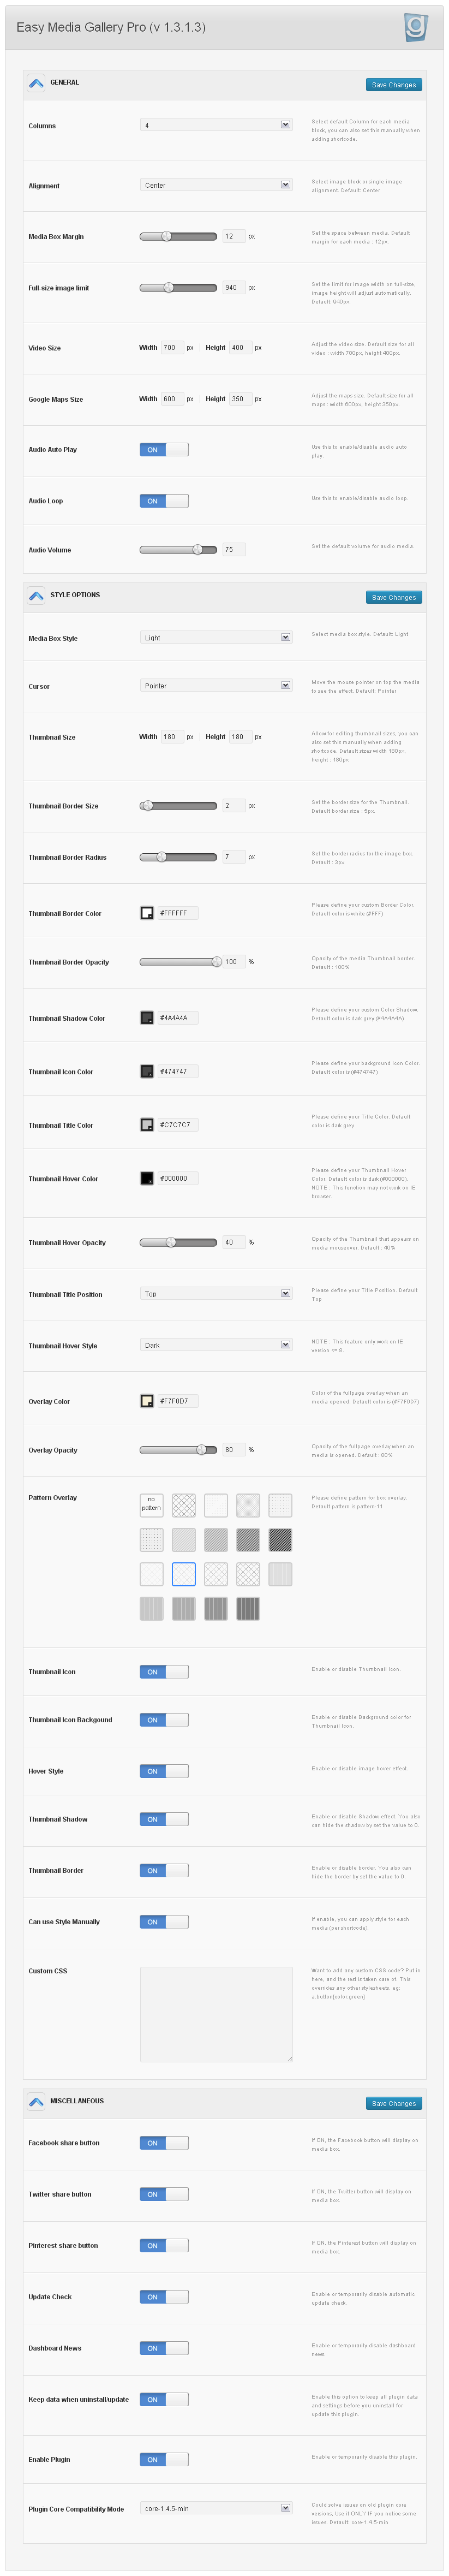 Easy Media Gallery Pro (v 1.3.1.3)
GENERAL
Save Changes
Columns
4
Select default Column for each media
block, you can also set this manually when
adding shortcode.
Alignment
Center
Select image block or single image
alignment. Default: Center
Media Box Margin
12 px
Set the space between media. Default
margin for each media : 12px.
Full-size image limit
940 px
Set the limit for image width on full-size,
image height will adjust automatically.
Default: 940px.
Video Size
Width 700 px | Height 400 px
Adjust the video size. Default size for all
video : width 700px, height 400px.
Google Maps Size
Width 600 px | Height 350 px
Adjust the maps size. Default size for all
maps : width 600px, height 350px.
Audio Auto Play
ON
Use this to enable/disable audio auto
play.
Audio Loop
ON
Use this to enable/disable audio loop.
Audio Volume
75
Set the default volume for audio media.
STYLE OPTIONS
Save Changes
Media Box Style
Light
Select media box style. Default: Light
Cursor
Pointer
Move the mouse pointer on top the media
to see the effect. Default: Pointer
Thumbnail Size
Width 180 px | Height 180 px
Allow for editing thumbnail sizes, you can
also set this manually when adding
shortcode. Default sizes width 180px,
height : 180px
Thumbnail Border Size
2 px
Set the border size for the Thumbnail.
Default border size : 5px.
Thumbnail Border Radius
7 px
Set the border radius for the image box.
Default : 3px.
Thumbnail Border Color
#FFFFFF
Please define your custom Border Color.
Default color is white (#FFF)
Thumbnail Border Opacity
100 %
Opacity of the media Thumbnail border.
Default : 100%
Thumbnail Shadow Color
#4A4A4A
Please define your custom Color Shadow.
Default color is dark grey (#4A4A4A)
Thumbnail Icon Color
#474747
Please define your background Icon Color.
Default color is (#474747)
Thumbnail Title Color
#C7C7C7
Please define your Title Color. Default
color is dark grey
Thumbnail Hover Color
#000000
Please define your Thumbnail Hover
Color. Default color is dark (#000000).
NOTE : This function may not work on IE
browser.
Thumbnail Hover Opacity
40 %
Opacity of the Thumbnail that appears on
media mouseover. Default : 40%
Thumbnail Title Position
Top
Please define your Title Position. Default
Top
Thumbnail Hover Style
Dark
NOTE : This feature only work on IE
version <= 8.
Overlay Color
#F7F0D7
Color of the fullpage overlay when an
media opened. Default color is (#F7F0D7)
Overlay Opacity
80 %
Opacity of the fullpage overlay when an
media is opened. Default : 80%
Pattern Overlay
no
pattern
Please define pattern for box overlay.
Default pattern is pattern-11
Thumbnail Icon
ON
Enable or disable Thumbnail Icon.
Thumbnail Icon Backgound
ON
Enable or disable Background color for
Thumbnail Icon.
Hover Style
ON
Enable or disable image hover effect.
Thumbnail Shadow
ON
Enable or disable Shadow effect. You also
can hide the shadow by set the value to 0.
Thumbnail Border
ON
Enable or disable border. You also can
hide the border by set the value to 0.
Can use Style Manually
ON
If enable, you can apply style for each
media (per shortcode).
Custom CSS
Want to add any custom CSS code? Put in
here, and the rest is taken care of. This
overrides any other stylesheets. eg:
a.button{color:green}
MISCELLANEOUS
Save Changes
Facebook share button
ON
If ON, the Facebook button will display on
media box.
Twitter share button
ON
If ON, the Twitter button will display on
media box.
Pinterest share button
ON
If ON, the Pinterest button will display on
media box.
Update Check
ON
Enable or temporarily disable automatic
update check.
Dashboard News
ON
Enable or temporarily disable dashboard
news.
Keep data when uninstall/update
ON
Enable this option to keep all plugin data
and settings before you uninstall for
update this plugin.
Enable Plugin
ON
Enable or temporarily disable this plugin.
Plugin Core Compatibility Mode
core-1.4.5-min
Could solve issues on old plugin core
versions. Use it ONLY IF you notice some
issues. Default: core-1-4.5-min